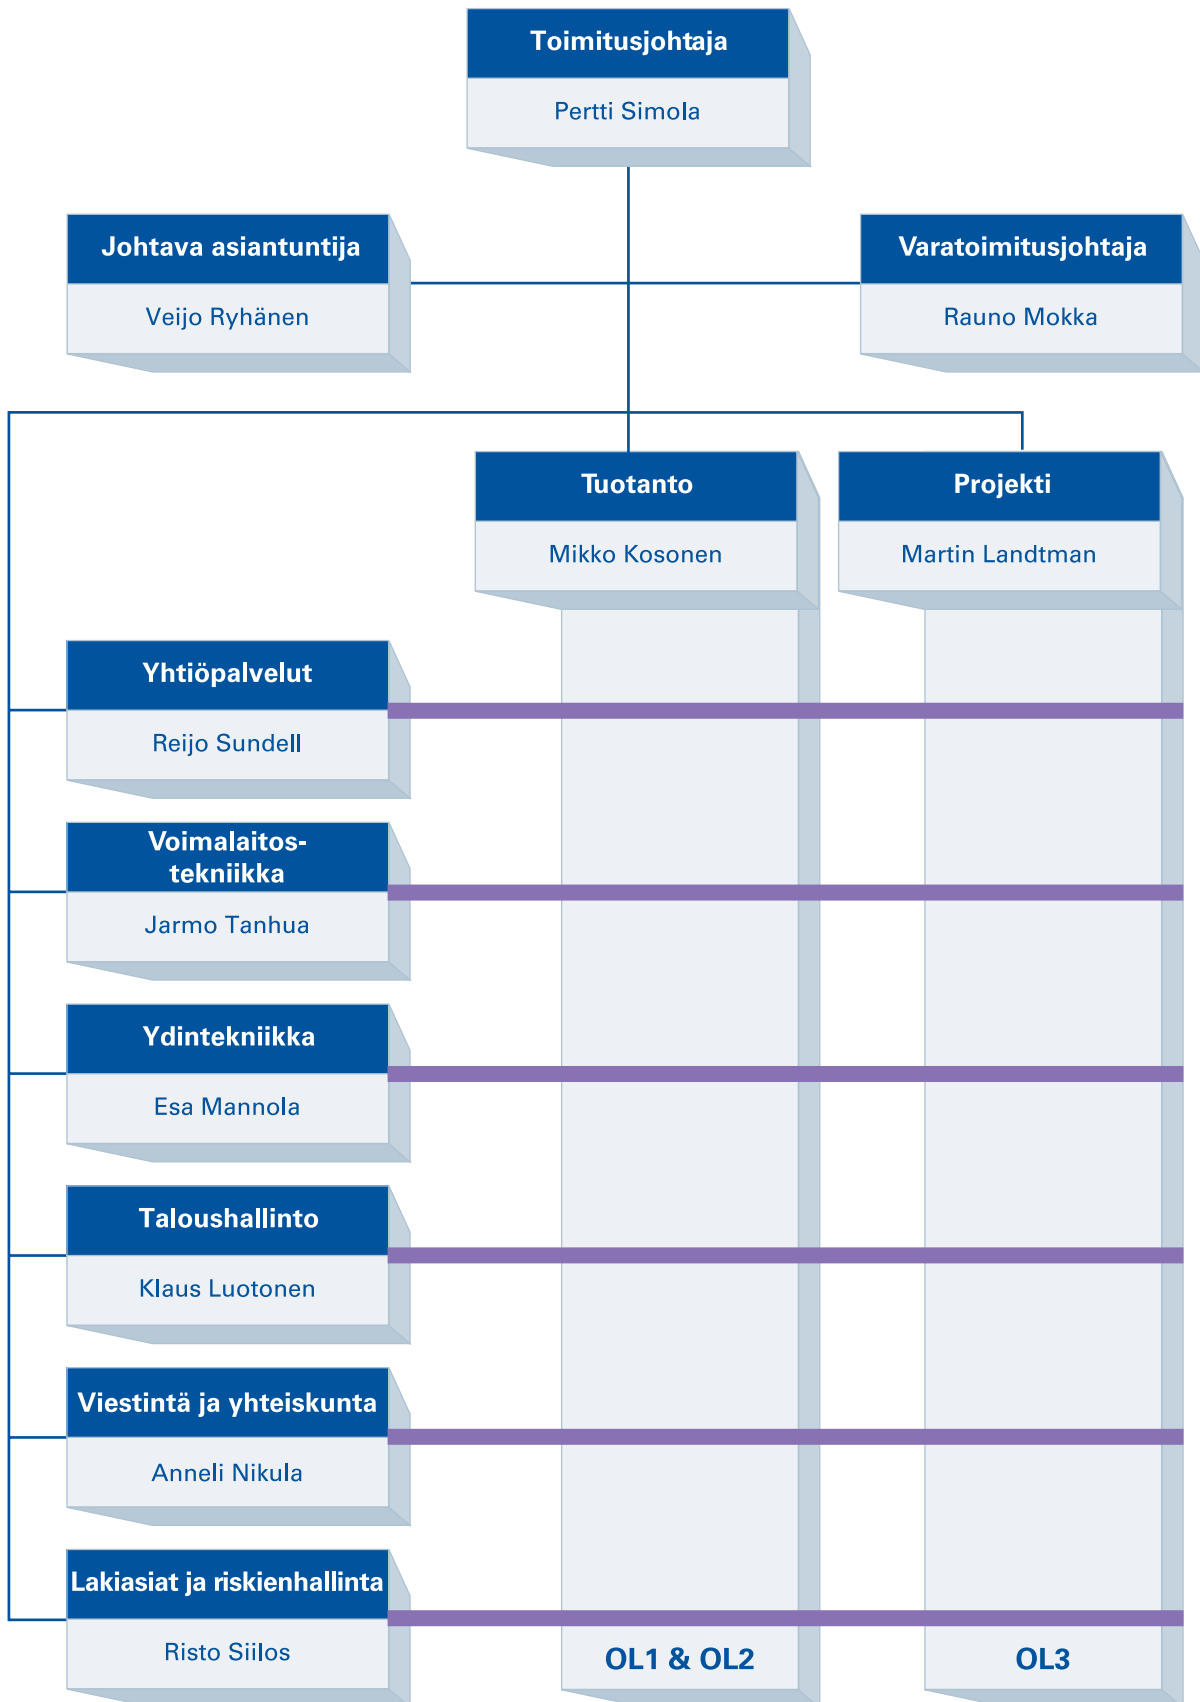 Toimitusjohtaja
Pertti Simola
Johtava asiantuntija
Veijo Ryhänen
Varatoimitusjohtaja
Rauno Mokka
Tuotanto
Mikko Kosonen
Projekti
Martin Landtman
Yhtiöpalvelut
Reijo Sundell
Voimalaitos-
tekniikka
Jarmo Tanhua
Ydintekniikka
Esa Mannola
Taloushallinto
Klaus Luotonen
Viestintä ja yhteiskunta
Anneli Nikula
Lakiasiat ja riskienhallinta
Risto Siilos
OL1 & OL2
OL3